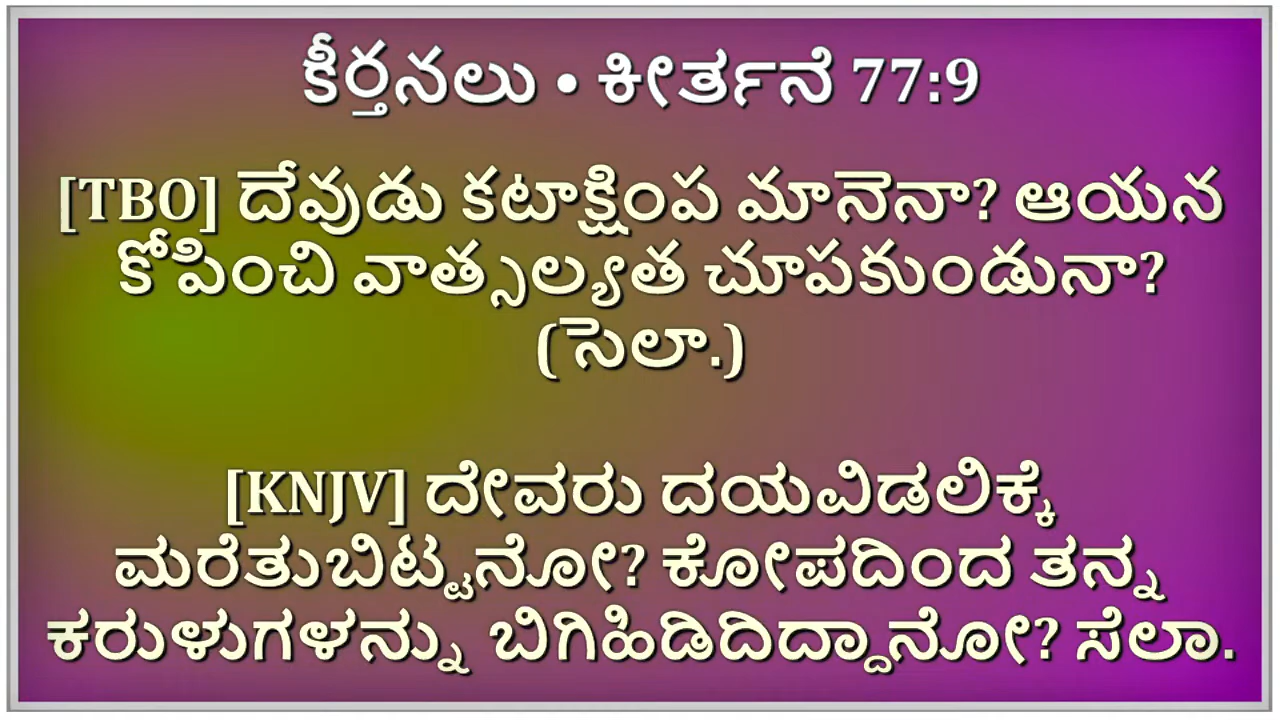 కీర్తనలు • ಕೀರ್ತನೆ 77:9
[TBO] దేవుడు కటాక్షింప మానెనా? ఆయన
కోపించి వాత్సల్యత చూపకుండునా?
(సెలా.)
[KNJV] ದೇವರು ದಯವಿಡಲಿಕ್ಕೆ
ಮರೆತುಬಿಟ್ಟನೋ? ಕೋಪದಿಂದ ತನ್ನ
ಕರುಳುಗಳನ್ನು ಬಿಗಿಹಿಡಿದಿದ್ದಾನೋ? ಸೆಲಾ.